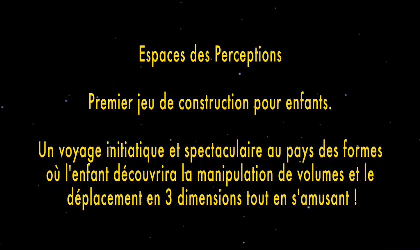 Espaces des Perceptions
Premier jeu de construction pour enfants.
Un voyage initiatique et spectaculaire au pays des formes
où l'enfant découvrira la manipulation de volumes et le
déplacement en 3 dimensions tout en s'amusant !